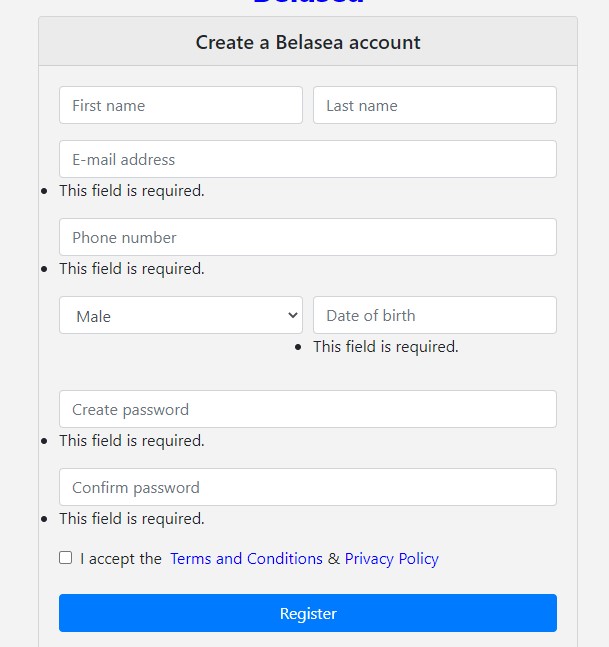 Belasea
Create a Belasea account
First name Last name
E-mail address
This field is required.
Phone number
This field is required.
Male Date of birth
This field is required.
Create password
This field is required.
Confirm password
This field is required.
I accept the Terms and Conditions & Privacy Policy
Register